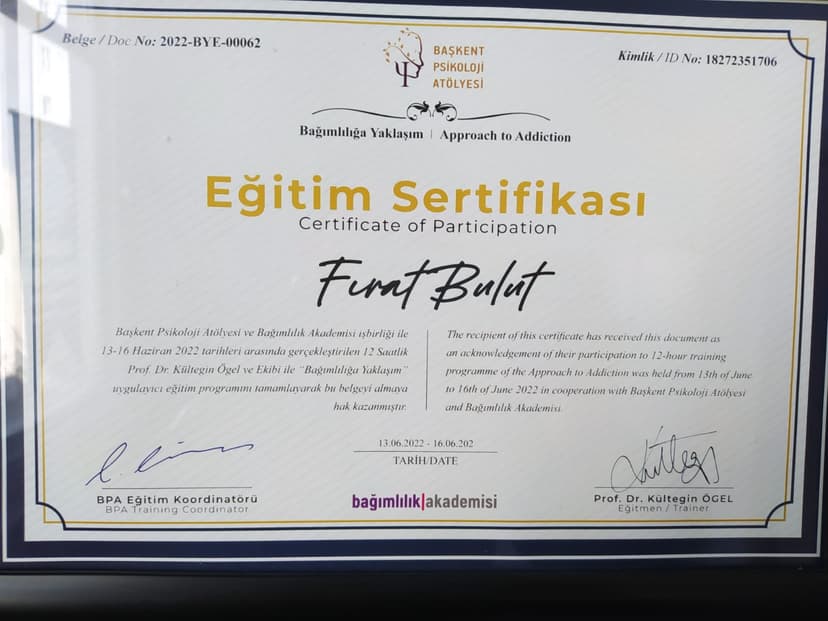 Belge / Doc No: 2022-BYE-00062
BAŞKENT
PSİKOLOJİ
ATÖLYESİ
Kimlik / ID No: 18272351706
Bağımlılığa Yaklaşım | Approach to Addiction
Eğitim Sertifikası
Certificate of Participation
Fırat Bulut
Başkent Psikoloji Atölyesi ve Bağımlılık Akademisi işbirliği ile
13-16 Haziran 2022 tarihleri arasında gerçekleştirilen 12 Saatlik
Prof. Dr. Kültegin Ögel ve Ekibi ile "Bağımlılığa Yaklaşım"
uygulayıcı eğitim programını tamamlayarak bu belgeyi almaya
hak kazanmıştır.
The recipient of this certificate has received this document as
an acknowledgement of their participation to 12-hour training
programme of the Approach to Addiction was held from 13th of June
to 16th of June 2022 in cooperation with Başkent Psikoloji Atölyesi
and Bağımlılık Akademisi.
13.06.2022 - 16.06.202
TARİH/DATE
BPA Eğitim Koordinatörü
BPA Training Coordinator
bağımlılık|akademisi
Prof. Dr. Kültegin ÖGEL
Eğitmen / Trainer